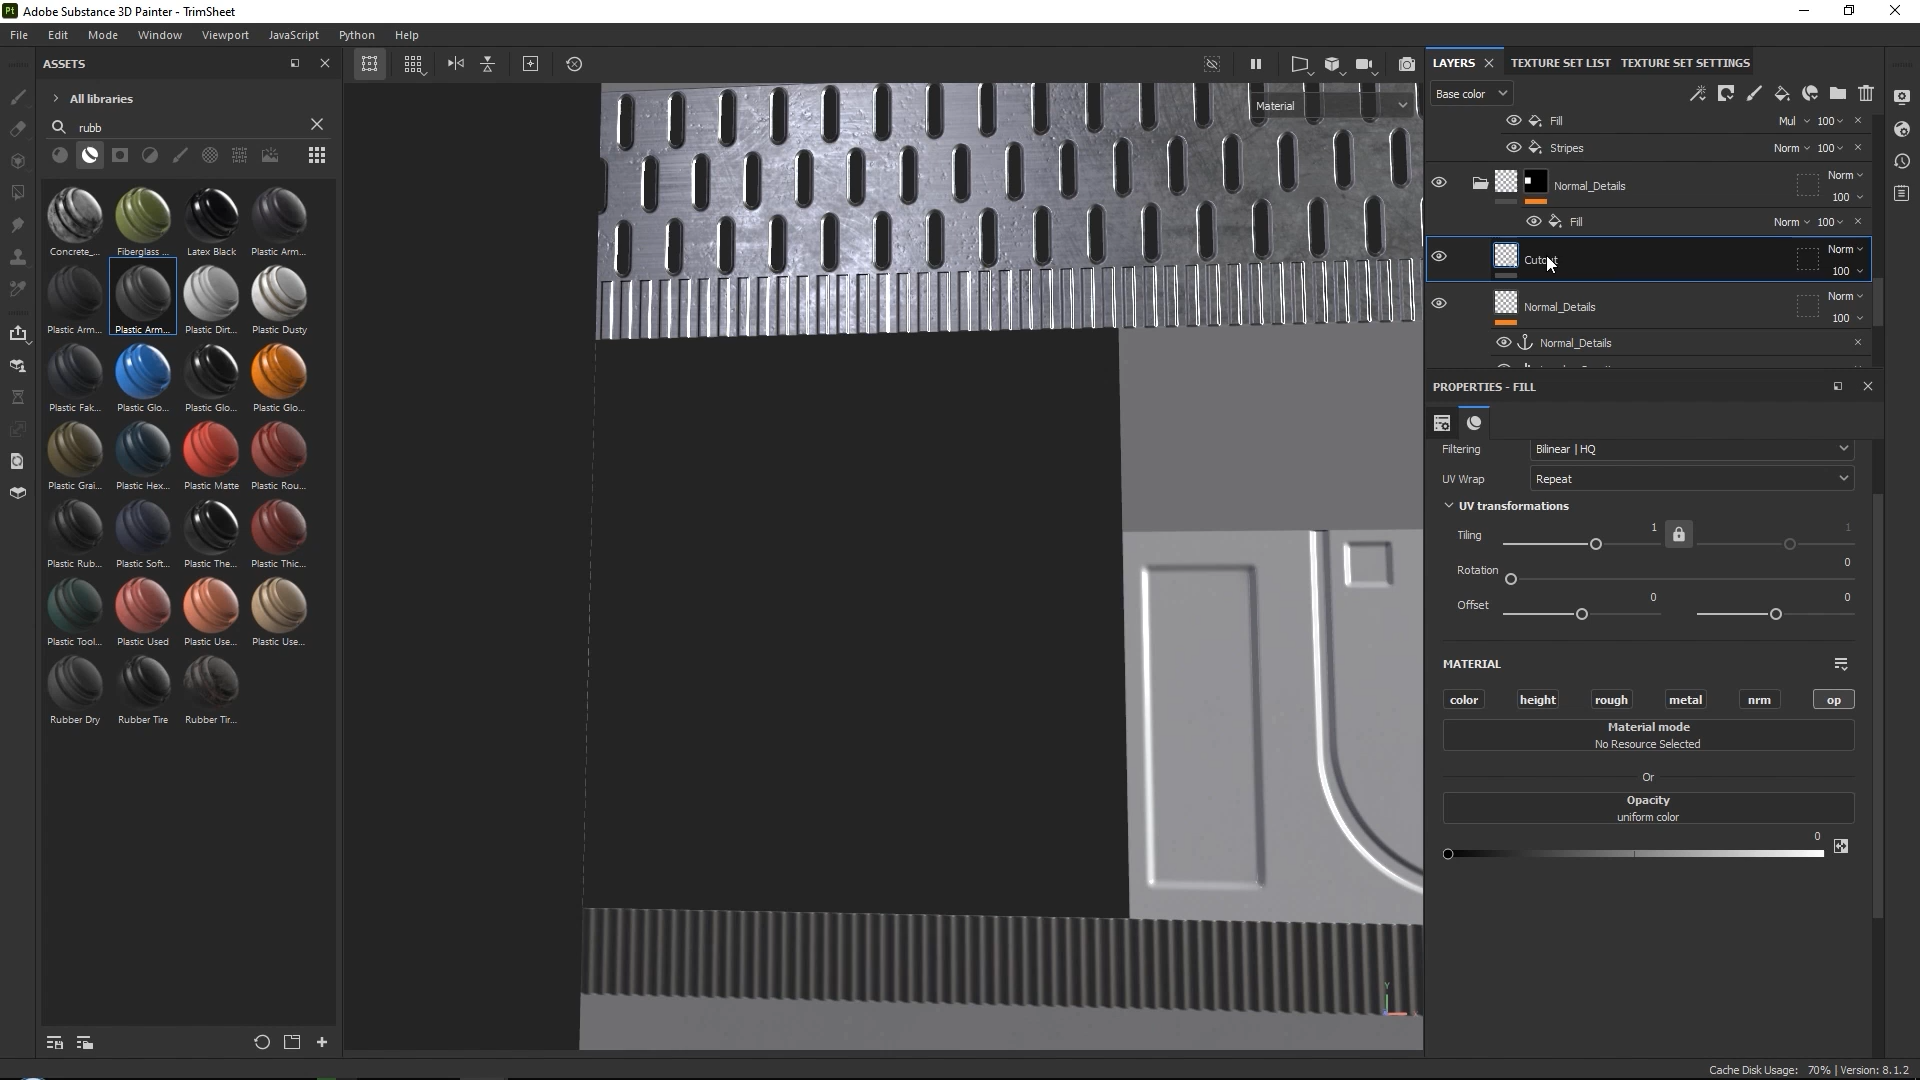 Pt Adobe Substance 3D Painter - TrimSheet
File Edit Mode Window Viewport JavaScript Python Help
ASSETS
All libraries
rubb
Concrete_... Fiberglass ... Latex Black Plastic Arm...
Plastic Arm... Plastic Arm... Plastic Dirt... Plastic Dusty
Plastic Fak... Plastic Glo... Plastic Glo... Plastic Glo...
Plastic Grai... Plastic Hex... Plastic Matte Plastic Rou...
Plastic Rub... Plastic Soft... Plastic The... Plastic Thic...
Plastic Tool... Plastic Used Plastic Use... Plastic Use...
Rubber Dry Rubber Tire Rubber Tir...
Material
Y
LAYERS TEXTURE SET LIST TEXTURE SET SETTINGS
Base color
Fill Mul 100
Stripes Norm 100
Normal_Details Norm
100
Fill Norm 100
Norm
100
Normal_Details Norm
100
Normal_Details
PROPERTIES - FILL
Filtering Bilinear | HQ
UV Wrap Repeat
UV transformations
Tiling 1 1
Rotation 0
Offset 0 0
MATERIAL
color height rough metal nrm op
Material mode
No Resource Selected
Or
Opacity
uniform color
0
Cache Disk Usage: 70% | Version: 8.1.2